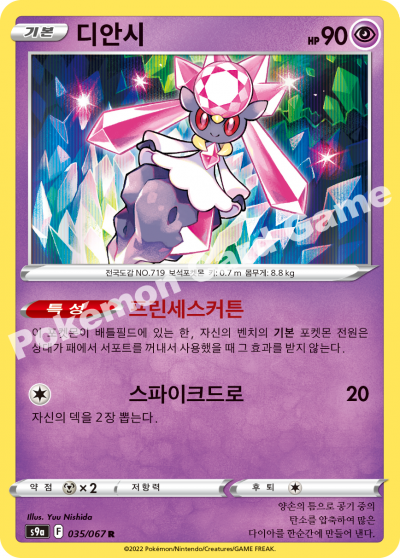 기본 디안시 HP 90
전국도감 NO.719 보석포켓몬 키: 0.7 m 몸무게: 8.8 kg
특성 프린세스커튼
이 포켓몬이 배틀필드에 있는 한, 자신의 벤치의 기본 포켓몬 전원은
상대가 패에서 서포트를 꺼내서 사용했을 때 그 효과를 받지 않는다.
스파이크드로 20
자신의 덱을 2장 뽑는다.
약점 ×2 저항력 후퇴
Illus. Yuu Nishida
s9a F 035/067 R
양손의 틈으로 공기 중의
탄소를 압축하여 많은
다이아를 한순간에 만들어 낸다.
©2022 Pokémon/Nintendo/Creatures/GAME FREAK.
Pokémon Card Game